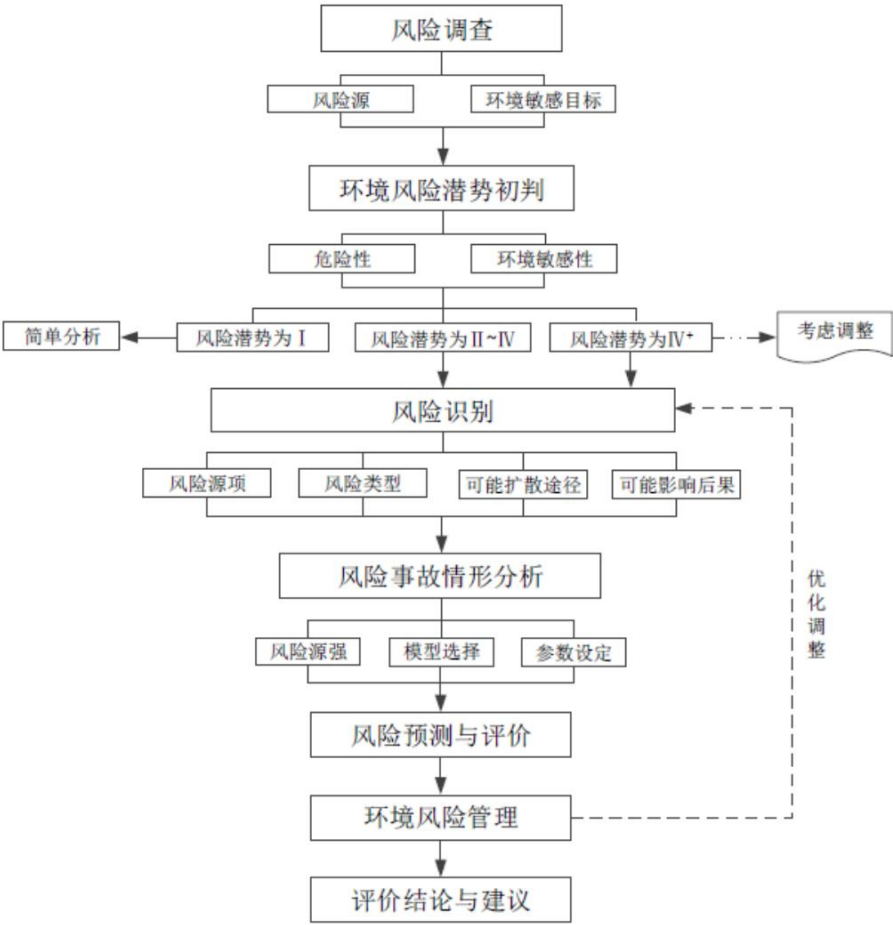 风险调查
风险源
环境敏感目标
环境风险潜势初判
危险性
环境敏感性
简单分析
风险潜势为Ⅰ
风险潜势为Ⅱ~Ⅳ
风险潜势为Ⅳ⁺
考虑调整
风险识别
风险源项
风险类型
可能扩散途径
可能影响后果
风险事故情形分析
优化调整
风险源强
模型选择
参数设定
风险预测与评价
环境风险管理
评价结论与建议